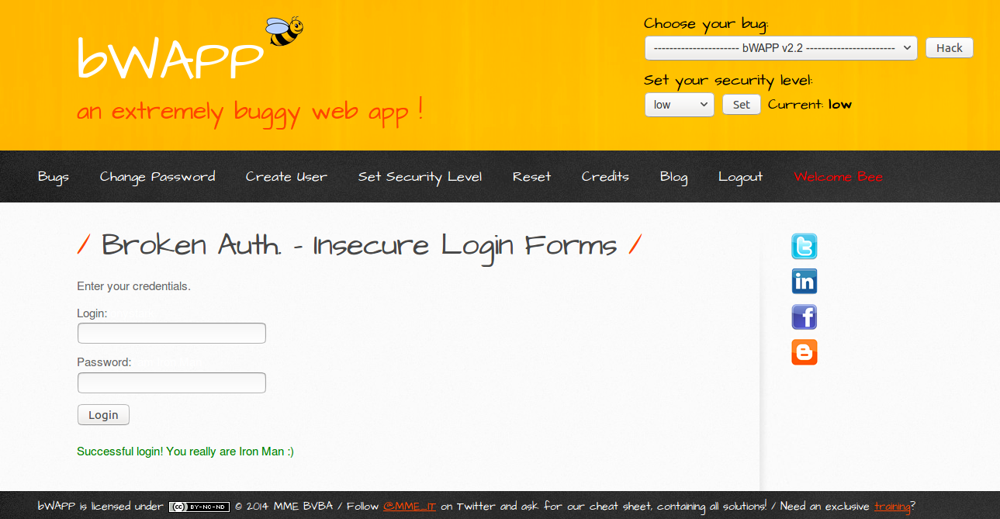 bWAPP
an extremely buggy web app !
Choose your bug:
---------------------- bWAPP v2.2 -----------------------
Hack
Set your security level:
low
Set
Current: low
Bugs
Change Password
Create User
Set Security Level
Reset
Credits
Blog
Logout
Welcome Bee
/ Broken Auth. - Insecure Login Forms /
Enter your credentials.
Login:
Password:
Login
Successful login! You really are Iron Man :)
bWAPP is licensed under (cc) BY-NC-ND © 2014 MME BVBA / Follow @MME_IT on Twitter and ask for our cheat sheet, containing all solutions! / Need an exclusive training?